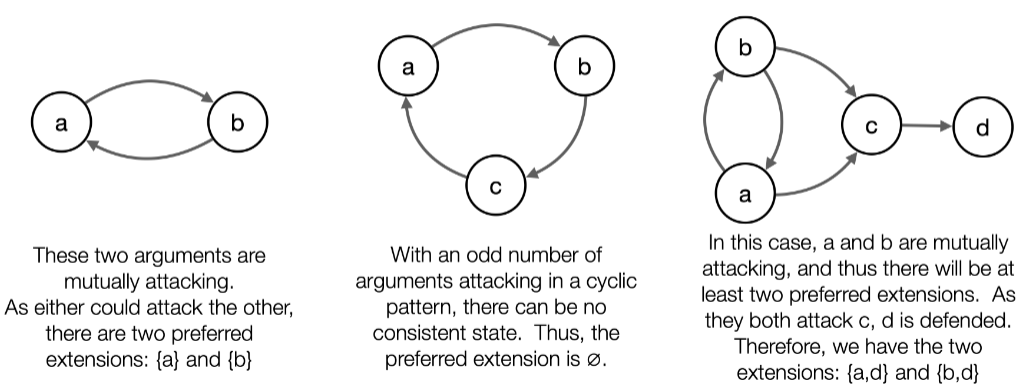 a
b
These two arguments are
mutually attacking.
As either could attack the other,
there are two preferred
extensions: {a} and {b}
a
b
c
With an odd number of
arguments attacking in a cyclic
pattern, there can be no
consistent state. Thus, the
preferred extension is ∅.
b
c
d
a
In this case, a and b are mutually
attacking, and thus there will be at
least two preferred extensions. As
they both attack c, d is defended.
Therefore, we have the two
extensions: {a,d} and {b,d}